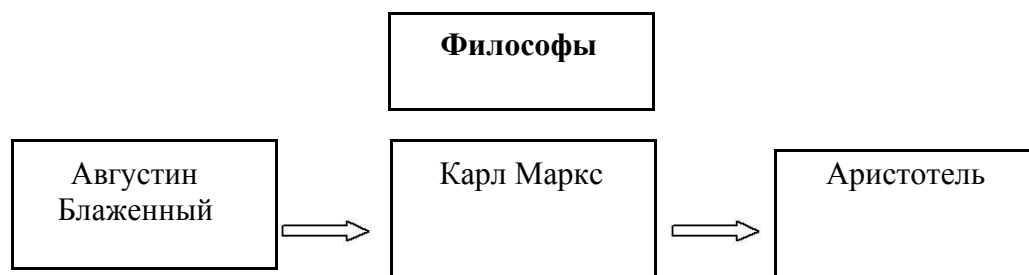 Философы
Августин
Блаженный
Карл Маркс
Аристотель